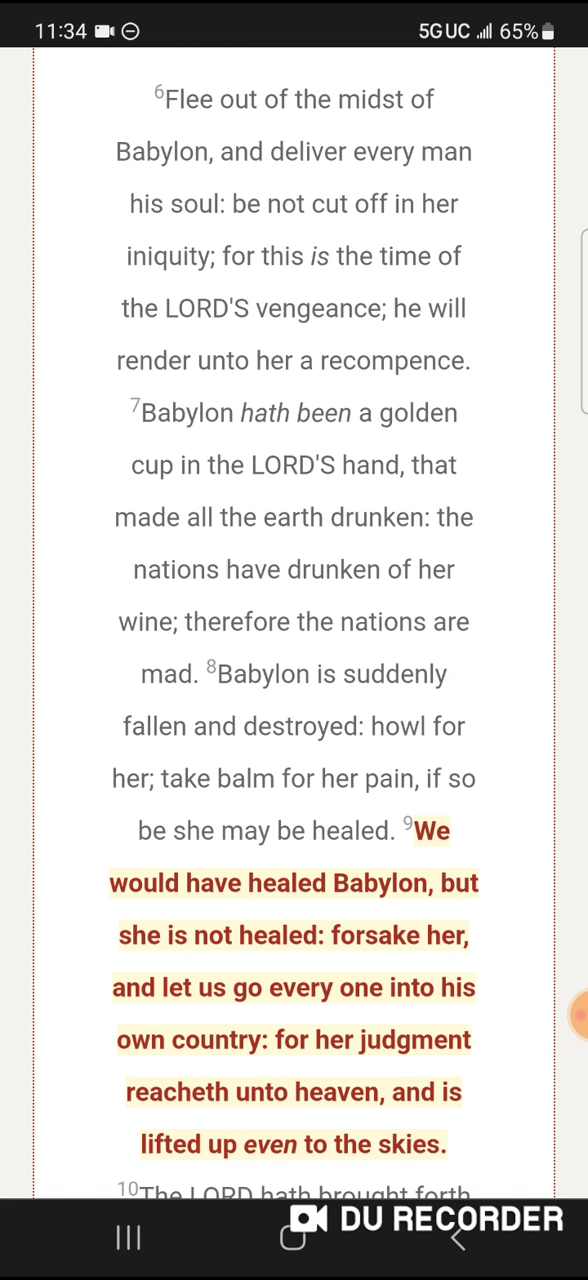 11:34
5G UC 65%
6Flee out of the midst of
Babylon, and deliver every man
his soul: be not cut off in her
iniquity; for this is the time of
the LORD'S vengeance; he will
render unto her a recompence.
7Babylon hath been a golden
cup in the LORD'S hand, that
made all the earth drunken: the
nations have drunken of her
wine; therefore the nations are
mad. 8Babylon is suddenly
fallen and destroyed: howl for
her; take balm for her pain, if so
be she may be healed. 9We
would have healed Babylon, but
she is not healed: forsake her,
and let us go every one into his
own country: for her judgment
reacheth unto heaven, and is
lifted up even to the skies.
10The LORD hath brought forth
DU RECORDER